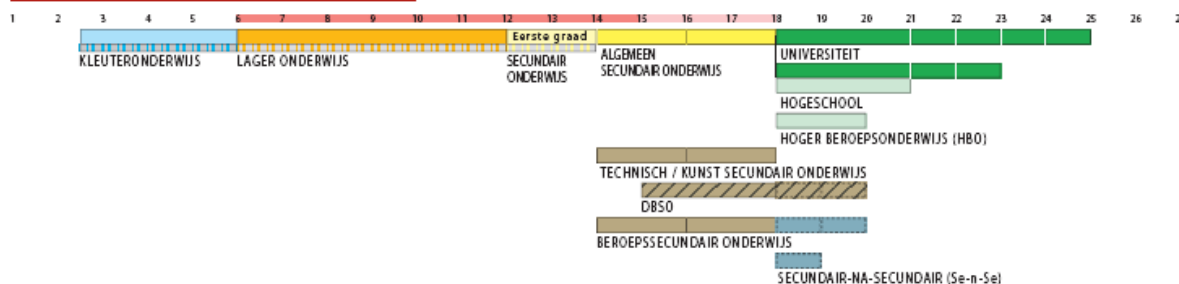 1 2 3 4 5 6 7 8 9 10 11 12 13 14 15 16 17 18 19 20 21 22 23 24 25 26
Eerste graad
KLEUTERONDERWIJS
LAGER ONDERWIJS
SECUNDAIR
ONDERWIJS
ALGEMEEN
SECUNDAIR ONDERWIJS
UNIVERSITEIT
HOGESCHOOL
HOGER BEROEPSONDERWIJS (HBO)
TECHNISCH / KUNST SECUNDAIR ONDERWIJS
DBSO
BEROEPSSECUNDAIR ONDERWIJS
SECUNDAIR-NA-SECUNDAIR (Se-n-Se)